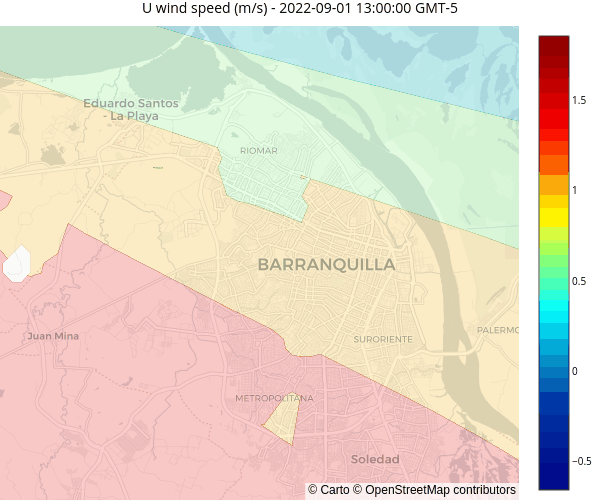 U wind speed (m/s) - 2022-09-01 13:00:00 GMT-5
Eduardo Santos
- La Playa
RIOMAR
BARRANQUILLA
SURORIENTE
PALERMO
Juan Mina
METROPOLITANA
Soledad
© Carto © OpenStreetMap contributors
1.5
1
0.5
0
−0.5